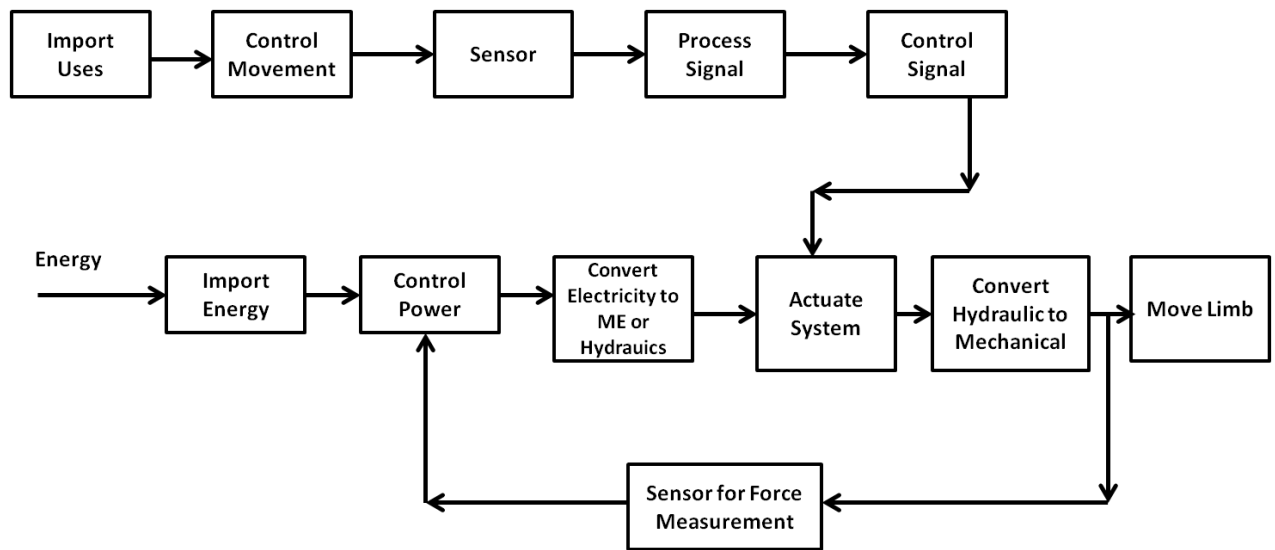 Import
Uses
Control
Movement
Sensor
Process
Signal
Control
Signal
Energy
Import
Energy
Control
Power
Convert
Electricity to
ME or
Hydrauics
Actuate
System
Convert
Hydraulic to
Mechanical
Move Limb
Sensor for Force
Measurement